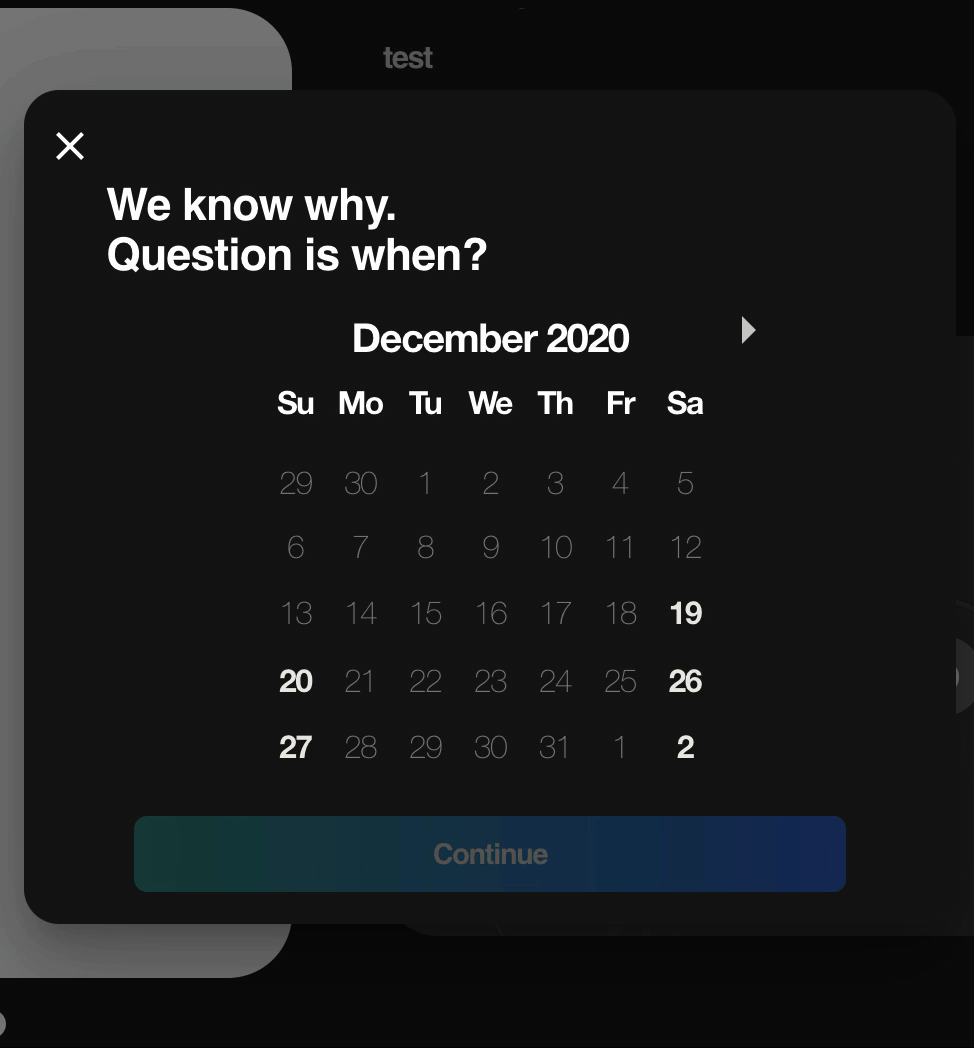 test
We know why.
Question is when?
December 2020
Su Mo Tu We Th Fr Sa
29 30 1 2 3 4 5
6 7 8 9 10 11 12
13 14 15 16 17 18 19
20 21 22 23 24 25 26
27 28 29 30 31 1 2
Continue